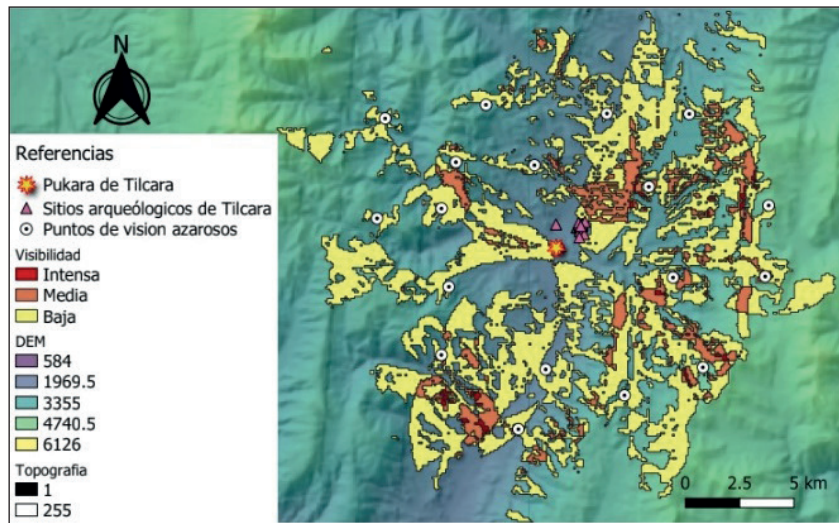 N
Referencias
Pukara de Tilcara
Sitios arqueológicos de Tilcara
Puntos de vision azarosos
Visibilidad
Intensa
Media
Baja
DEM
584
1969.5
3355
4740.5
6126
Topografia
1
255
0 2.5 5 km